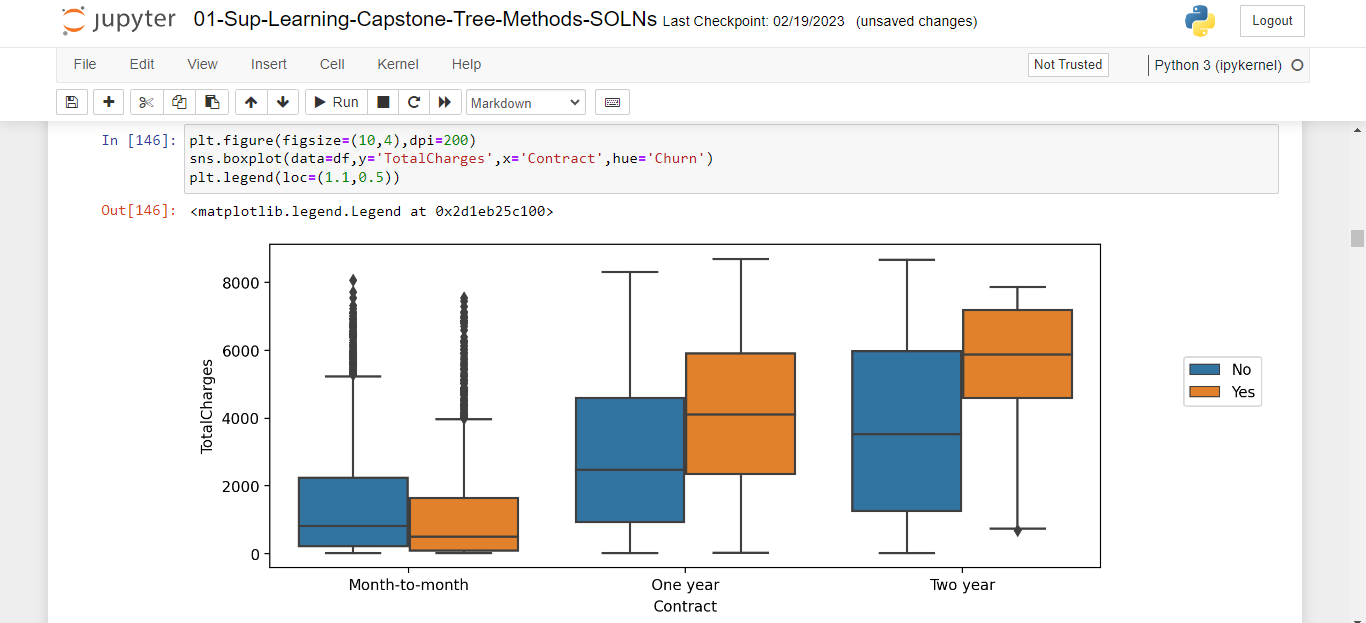 jupyter 01-Sup-Learning-Capstone-Tree-Methods-SOLNs Last Checkpoint: 02/19/2023 (unsaved changes) Logout
File Edit View Insert Cell Kernel Help Not Trusted Python 3 (ipykernel)
Run Markdown
In [146]: plt.figure(figsize=(10,4),dpi=200)
sns.boxplot(data=df,y='TotalCharges',x='Contract',hue='Churn')
plt.legend(loc=(1.1,0.5))
Out[146]: <matplotlib.legend.Legend at 0x2d1eb25c100>
8000
6000
4000
2000
0
TotalCharges
No
Yes
Month-to-month One year Two year
Contract